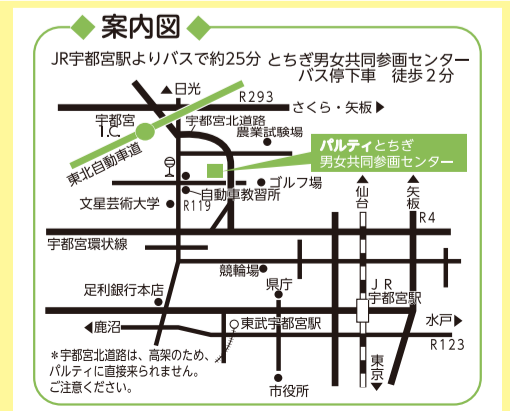 案内図
JR宇都宮駅よりバスで約25分 とちぎ男女共同参画センター
バス停下車 徒歩2分
▲日光
R293
さくら・矢板▶
宇都宮
I.C.
宇都宮北道路
農業試験場
東北自動車道
パルティとちぎ
男女共同参画センター
ゴルフ場
自動車教習所
文星芸術大学
R119
仙台
矢板
R4
宇都宮環状線
競輪場
県庁
JR
宇都宮駅
足利銀行本店
◀鹿沼
東武宇都宮駅
水戸▶
R123
*宇都宮北道路は、高架のため、
パルティに直接来られません。
ご注意ください。
東京
市役所